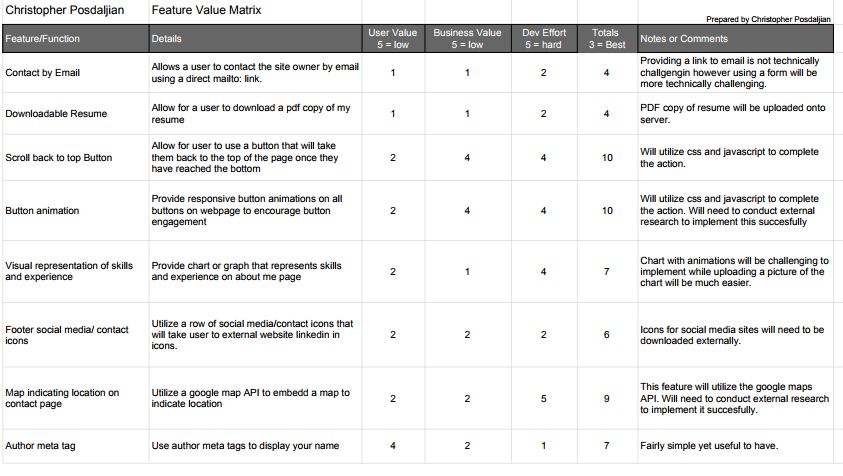 Christopher Posdaljian Feature Value Matrix
Prepared by Christopher Posdaljian
Feature/Function Details User Value 5 = low Business Value 5 = low Dev Effort 5 = hard Totals 3 = Best Notes or Comments
Contact by Email
Allows a user to contact the site owner by email
using a direct mailto: link.
1 1 2 4
Providing a link to email is not technically
challgengin however using a form will be
more technically challenging.
Downloadable Resume
Allow for a user to download a pdf copy of my
resume
1 1 2 4
PDF copy of resume will be uploaded onto
server.
Scroll back to top Button
Allow for user to use a button that will take
them back to the top of the page once they
have reached the bottom
2 4 4 10
Will utilize css and javascript to complete
the action.
Button animation
Provide responsive button animations on all
buttons on webpage to encourage button
engagement
2 4 4 10
Will utilize css and javascript to complete
the action. Will need to conduct external
research to implement this succesfully
Visual representation of skills
and experience
Provide chart or graph that represents skills
and experience on about me page
2 1 4 7
Chart with animations will be challenging to
implement while uploading a picture of the
chart will be much easier.
Footer social media/ contact
icons
Utilize a row of social media/contact icons that
will take user to external website linkedin in
icons.
2 2 2 6
Icons for social media sites will need to be
downloaded externally.
Map indicating location on
contact page
Utilize a google map API to embedd a map to
indicate location
2 2 5 9
This feature will utilize the google maps
API. Will need to conduct external research
to implement it succesfully.
Author meta tag
Use author meta tags to display your name
4 2 1 7
Fairly simple yet useful to have.